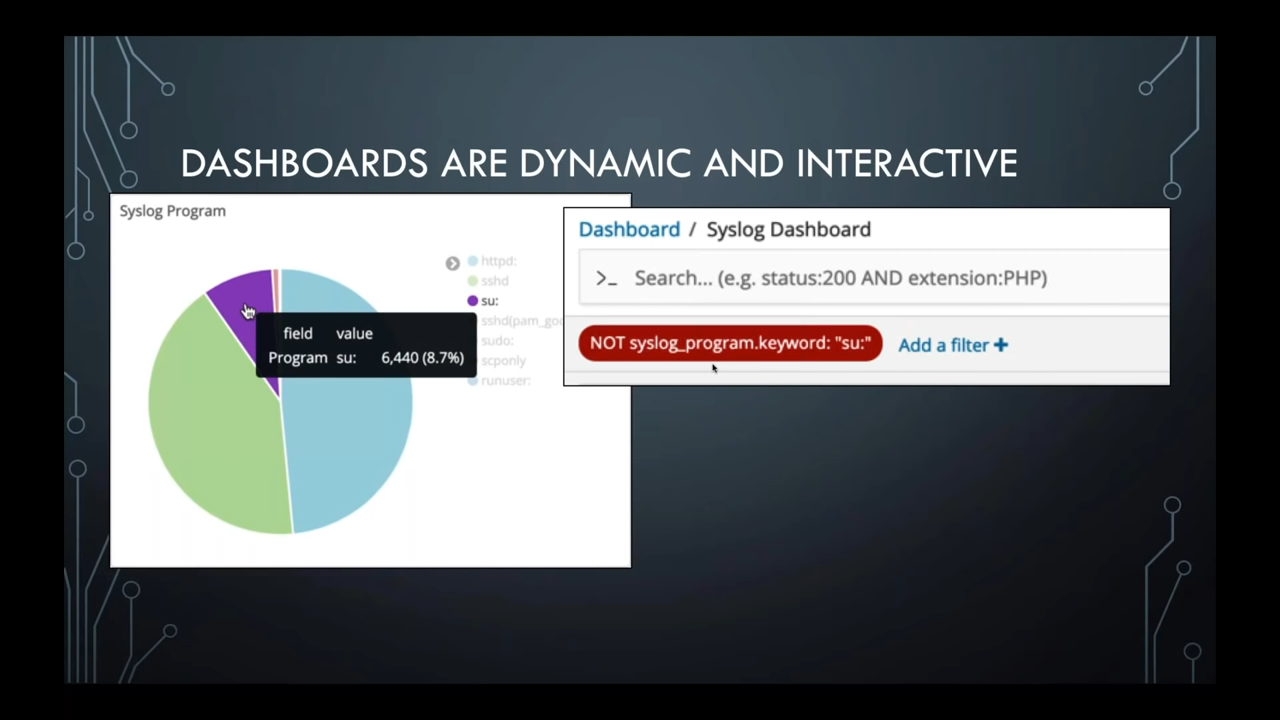 DASHBOARDS ARE DYNAMIC AND INTERACTIVE
Syslog Program
httpd:
sshd
su:
sshd(pam_goo
sudo:
scponly
runuser:
field value
Program su: 6,440 (8.7%)
Dashboard / Syslog Dashboard
>_ Search... (e.g. status:200 AND extension:PHP)
NOT syslog_program.keyword: "su:" Add a filter +